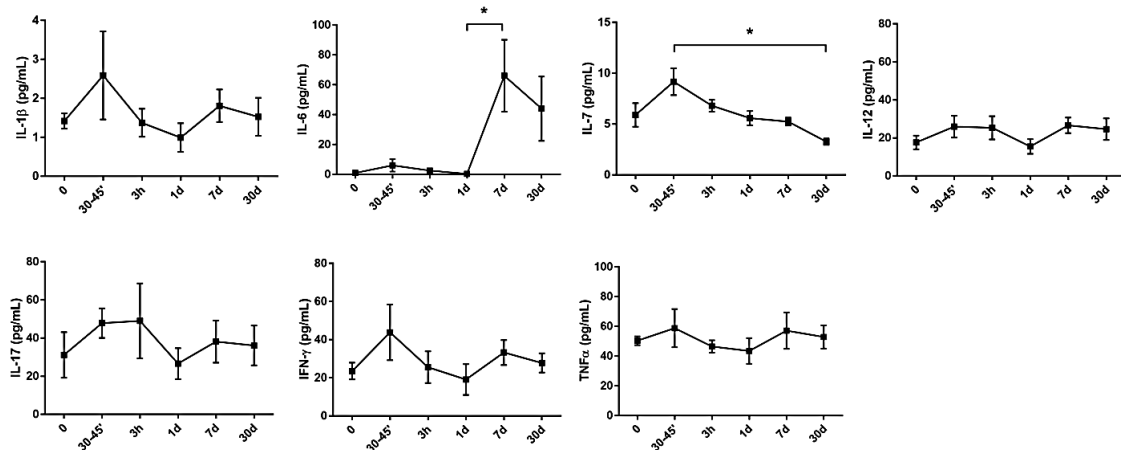 IL-1β (pg/mL)
4
3
2
1
0
0
30-45'
3h
1d
7d
30d
*
IL-6 (pg/mL)
100
80
60
40
20
0
0
30-45'
3h
1d
7d
30d
*
IL-7 (pg/mL)
15
10
5
0
0
30-45'
3h
1d
7d
30d
IL-12 (pg/mL)
80
60
40
20
0
0
30-45'
3h
1d
7d
30d
IL-17 (pg/mL)
80
60
40
20
0
0
30-45'
3h
1d
7d
30d
IFN-γ (pg/mL)
80
60
40
20
0
0
30-45'
3h
1d
7d
30d
TNFα (pg/mL)
100
80
60
40
20
0
0
30-45'
3h
1d
7d
30d